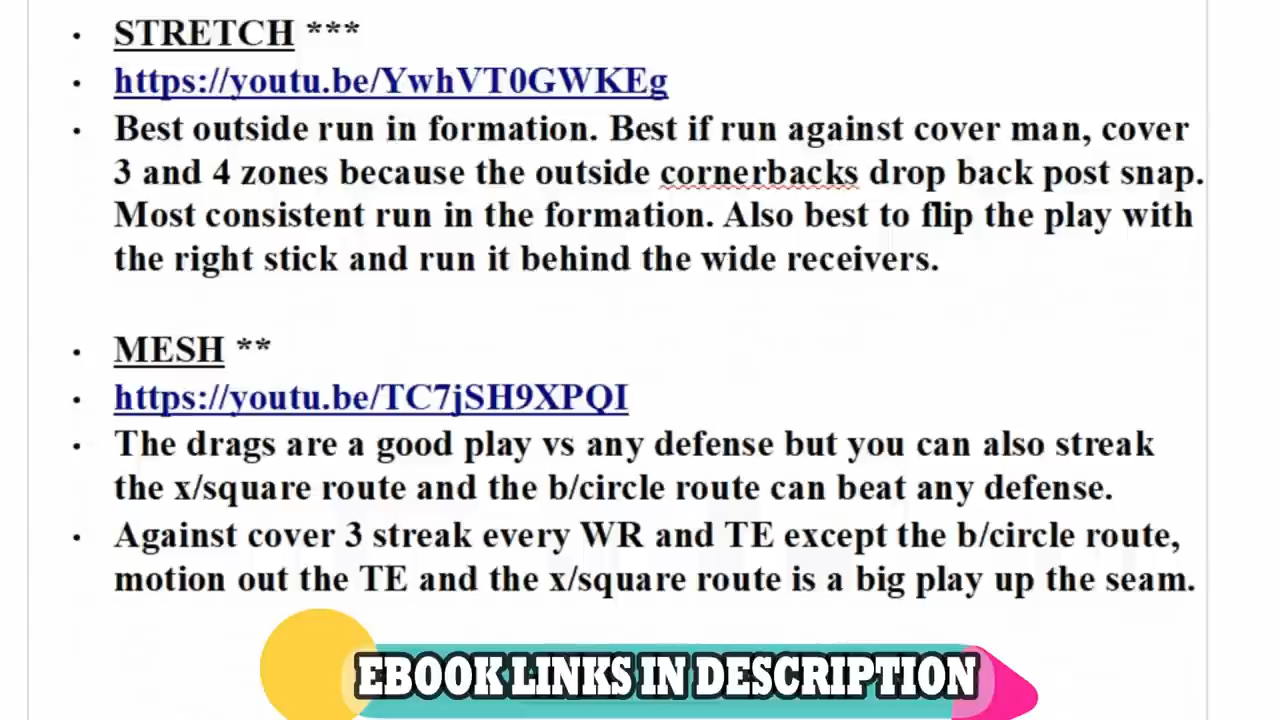 • STRETCH ***
• https://youtu.be/YwhVT0GWKEg
• Best outside run in formation. Best if run against cover man, cover
3 and 4 zones because the outside cornerbacks drop back post snap.
Most consistent run in the formation. Also best to flip the play with
the right stick and run it behind the wide receivers.
• MESH **
• https://youtu.be/TC7jSH9XPQI
• The drags are a good play vs any defense but you can also streak
the x/square route and the b/circle route can beat any defense.
• Against cover 3 streak every WR and TE except the b/circle route,
motion out the TE and the x/square route is a big play up the seam.
EBOOK LINKS IN DESCRIPTION